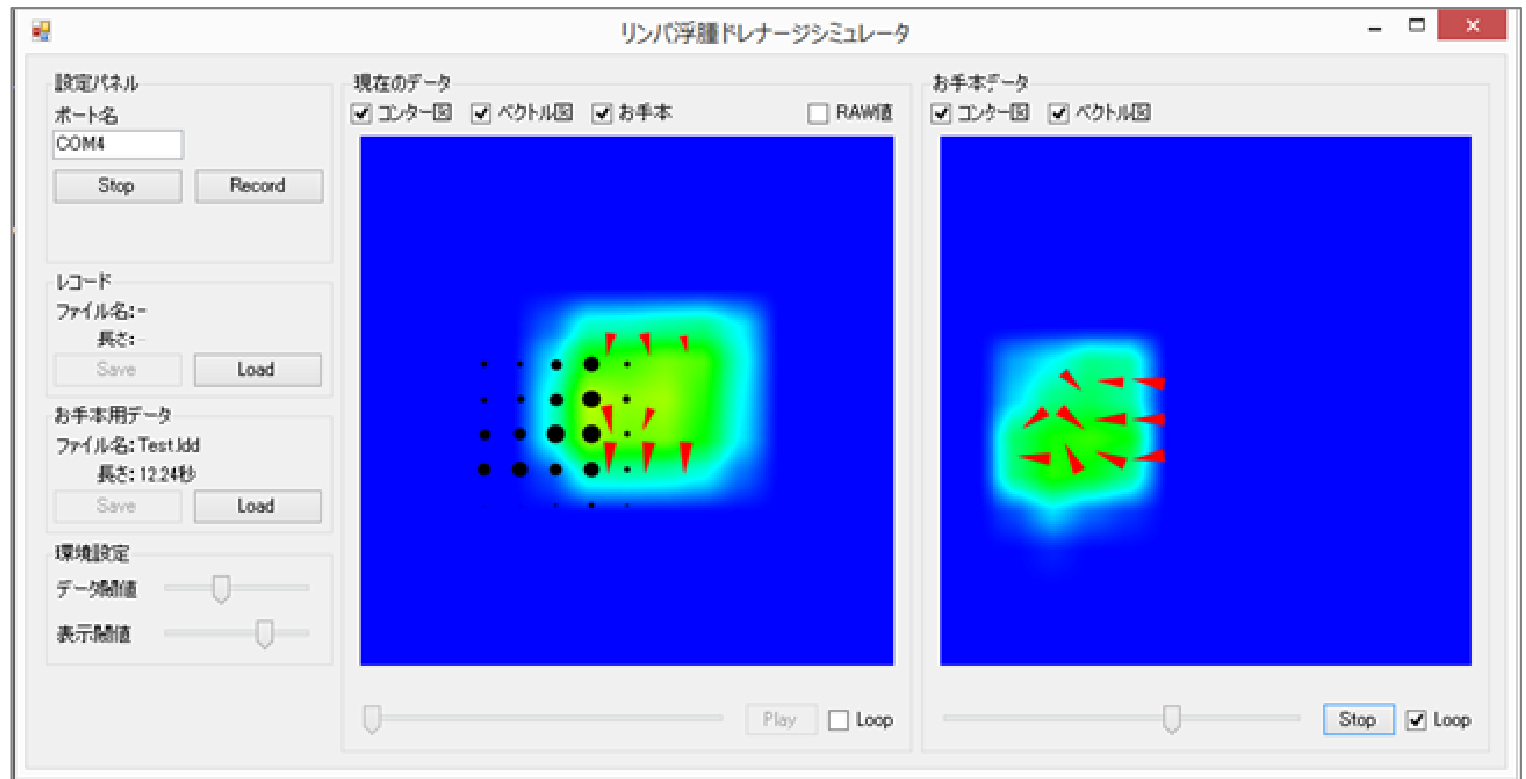 リンパ浮腫ドレナージシミュレータ
設定パネル
ポート名
COM4
Stop
Record
レコード
ファイル名:-
長さ:-
Save
Load
お手本用データ
ファイル名:Test.ldd
長さ:12.24秒
Save
Load
環境設定
データ閾値
表示閾値
現在のデータ
コンター図
ベクトル図
お手本
RAW値
Play
Loop
お手本データ
コンター図
ベクトル図
Stop
Loop